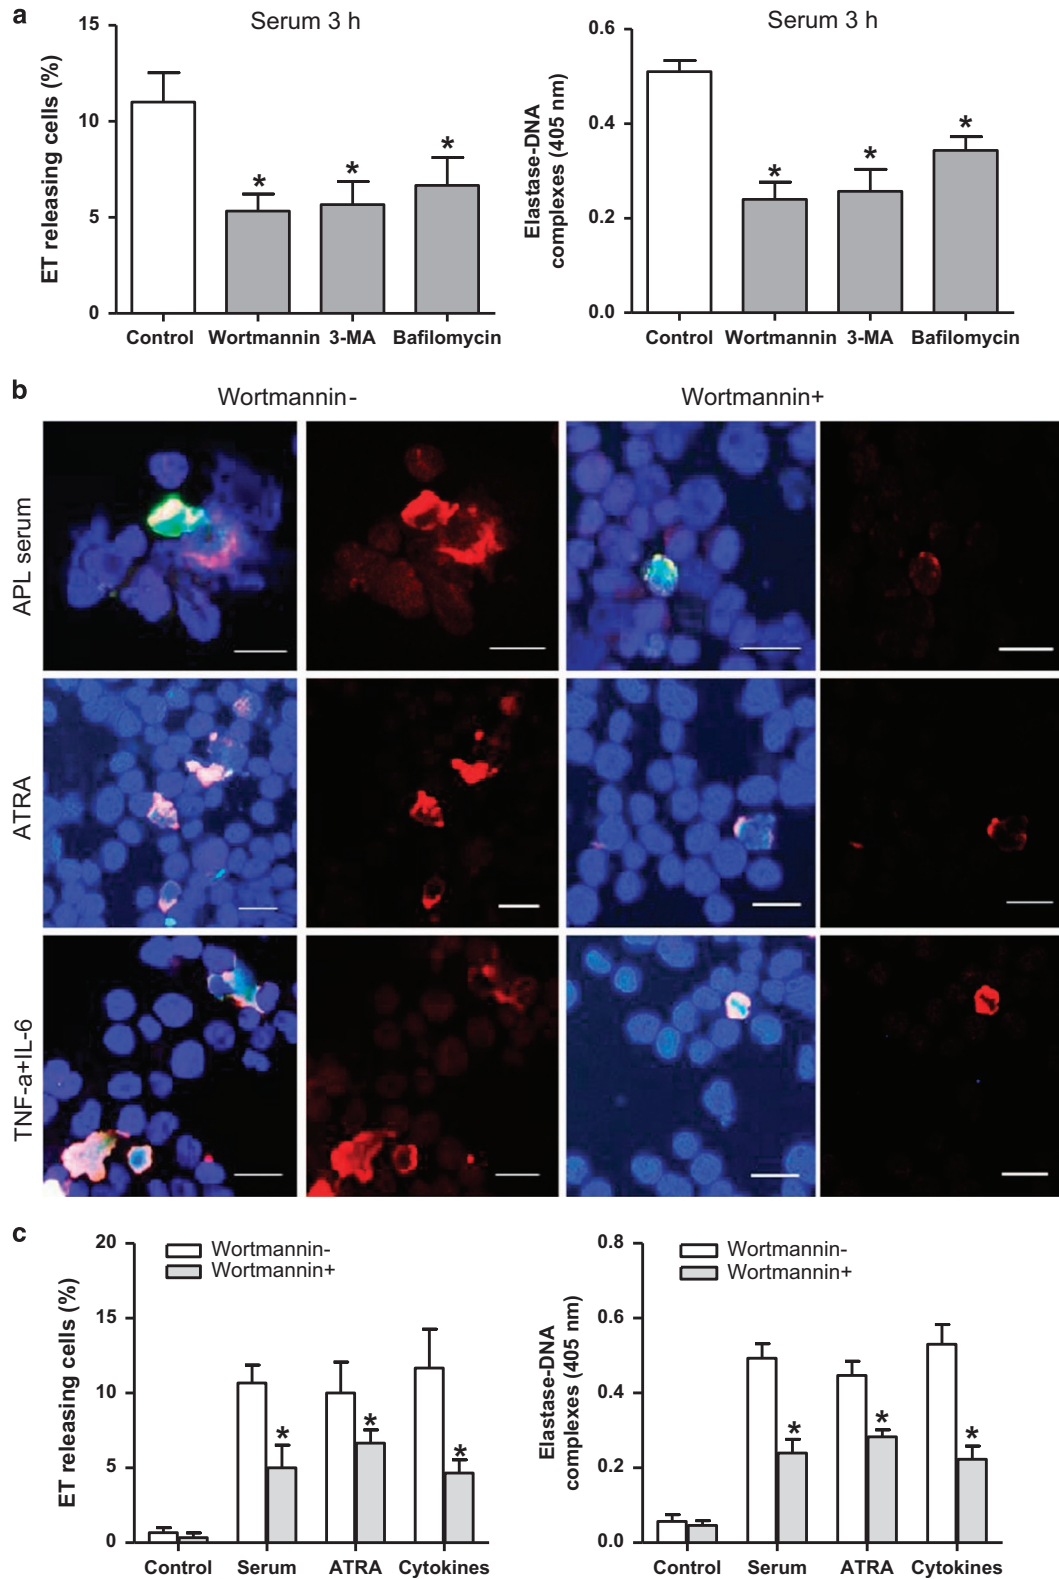 a
Serum 3 h
ET releasing cells (%)
15
10
5
0
Control Wortmannin 3-MA Bafilomycin
* * *
Serum 3 h
Elastase-DNA
complexes (405 nm)
0.6
0.4
0.2
0.0
Control Wortmannin 3-MA Bafilomycin
* * *
b
Wortmannin-
Wortmannin+
APL serum
ATRA
TNF-a+IL-6
c
ET releasing cells (%)
20
15
10
5
0
Wortmannin-
Wortmannin+
* * *
Control Serum ATRA Cytokines
Elastase-DNA
complexes (405 nm)
0.8
0.6
0.4
0.2
0.0
Wortmannin-
Wortmannin+
* * *
Control Serum ATRA Cytokines